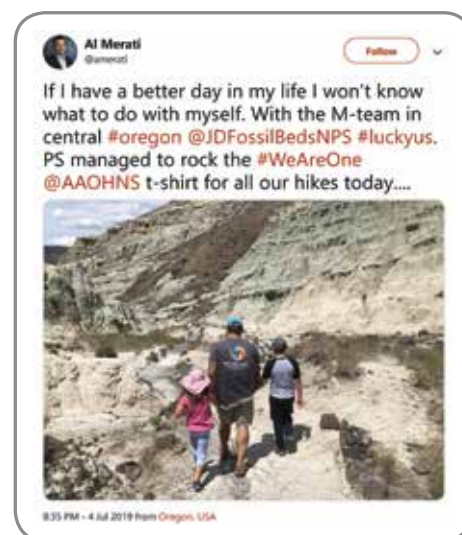 Al Merati
@amerati
Follow
If I have a better day in my life I won't know
what to do with myself. With the M-team in
central #oregon @JDFossilBedsNPS #luckyus.
PS managed to rock the #WeAreOne
@AAOHNS t-shirt for all our hikes today....
8:35 PM - 4 Jul 2019 from Oregon, USA